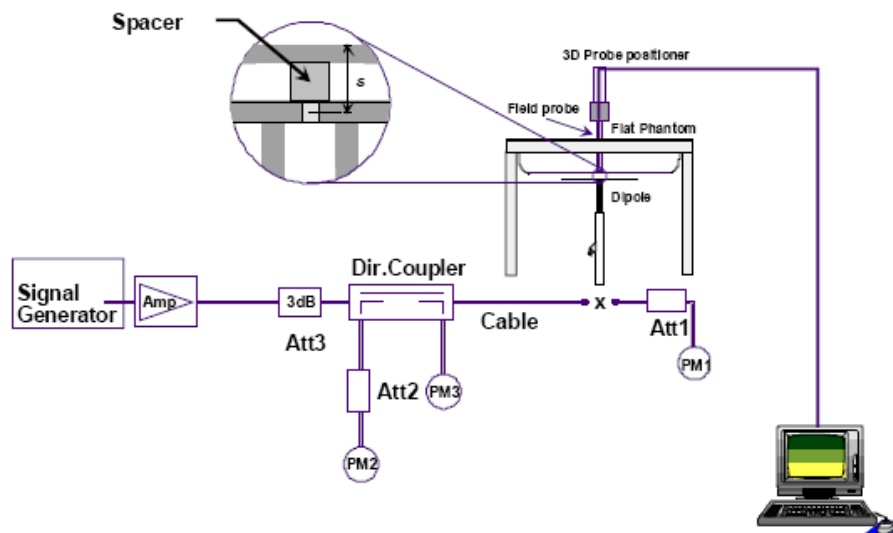 Spacer
s
3D Probe positioner
Field probe
Flat Phantom
Dipole
Signal
Generator
Amp
3dB
Att3
Dir.Coupler
Cable
x
Att1
PM1
Att2
PM3
PM2